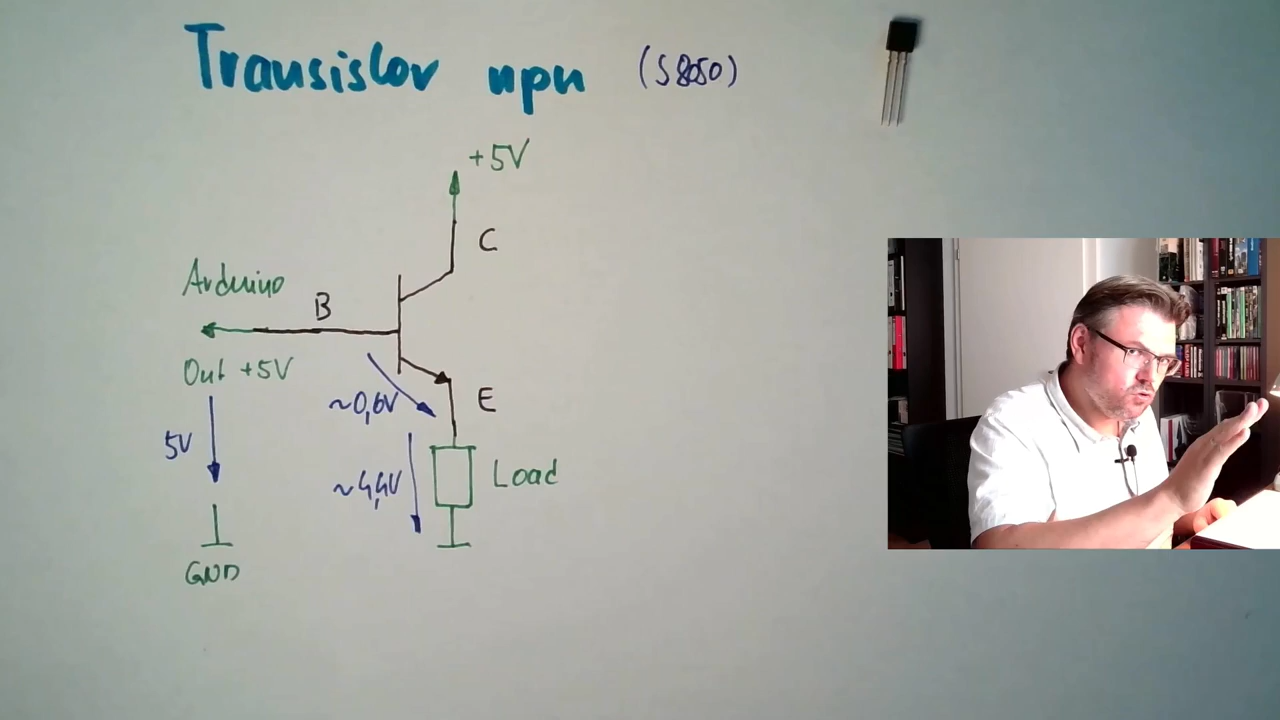 Transistor npn (S8050)
+5V
C
Arduino
B
Out +5V
~0,6V
E
5V
~4,4V
Load
GND